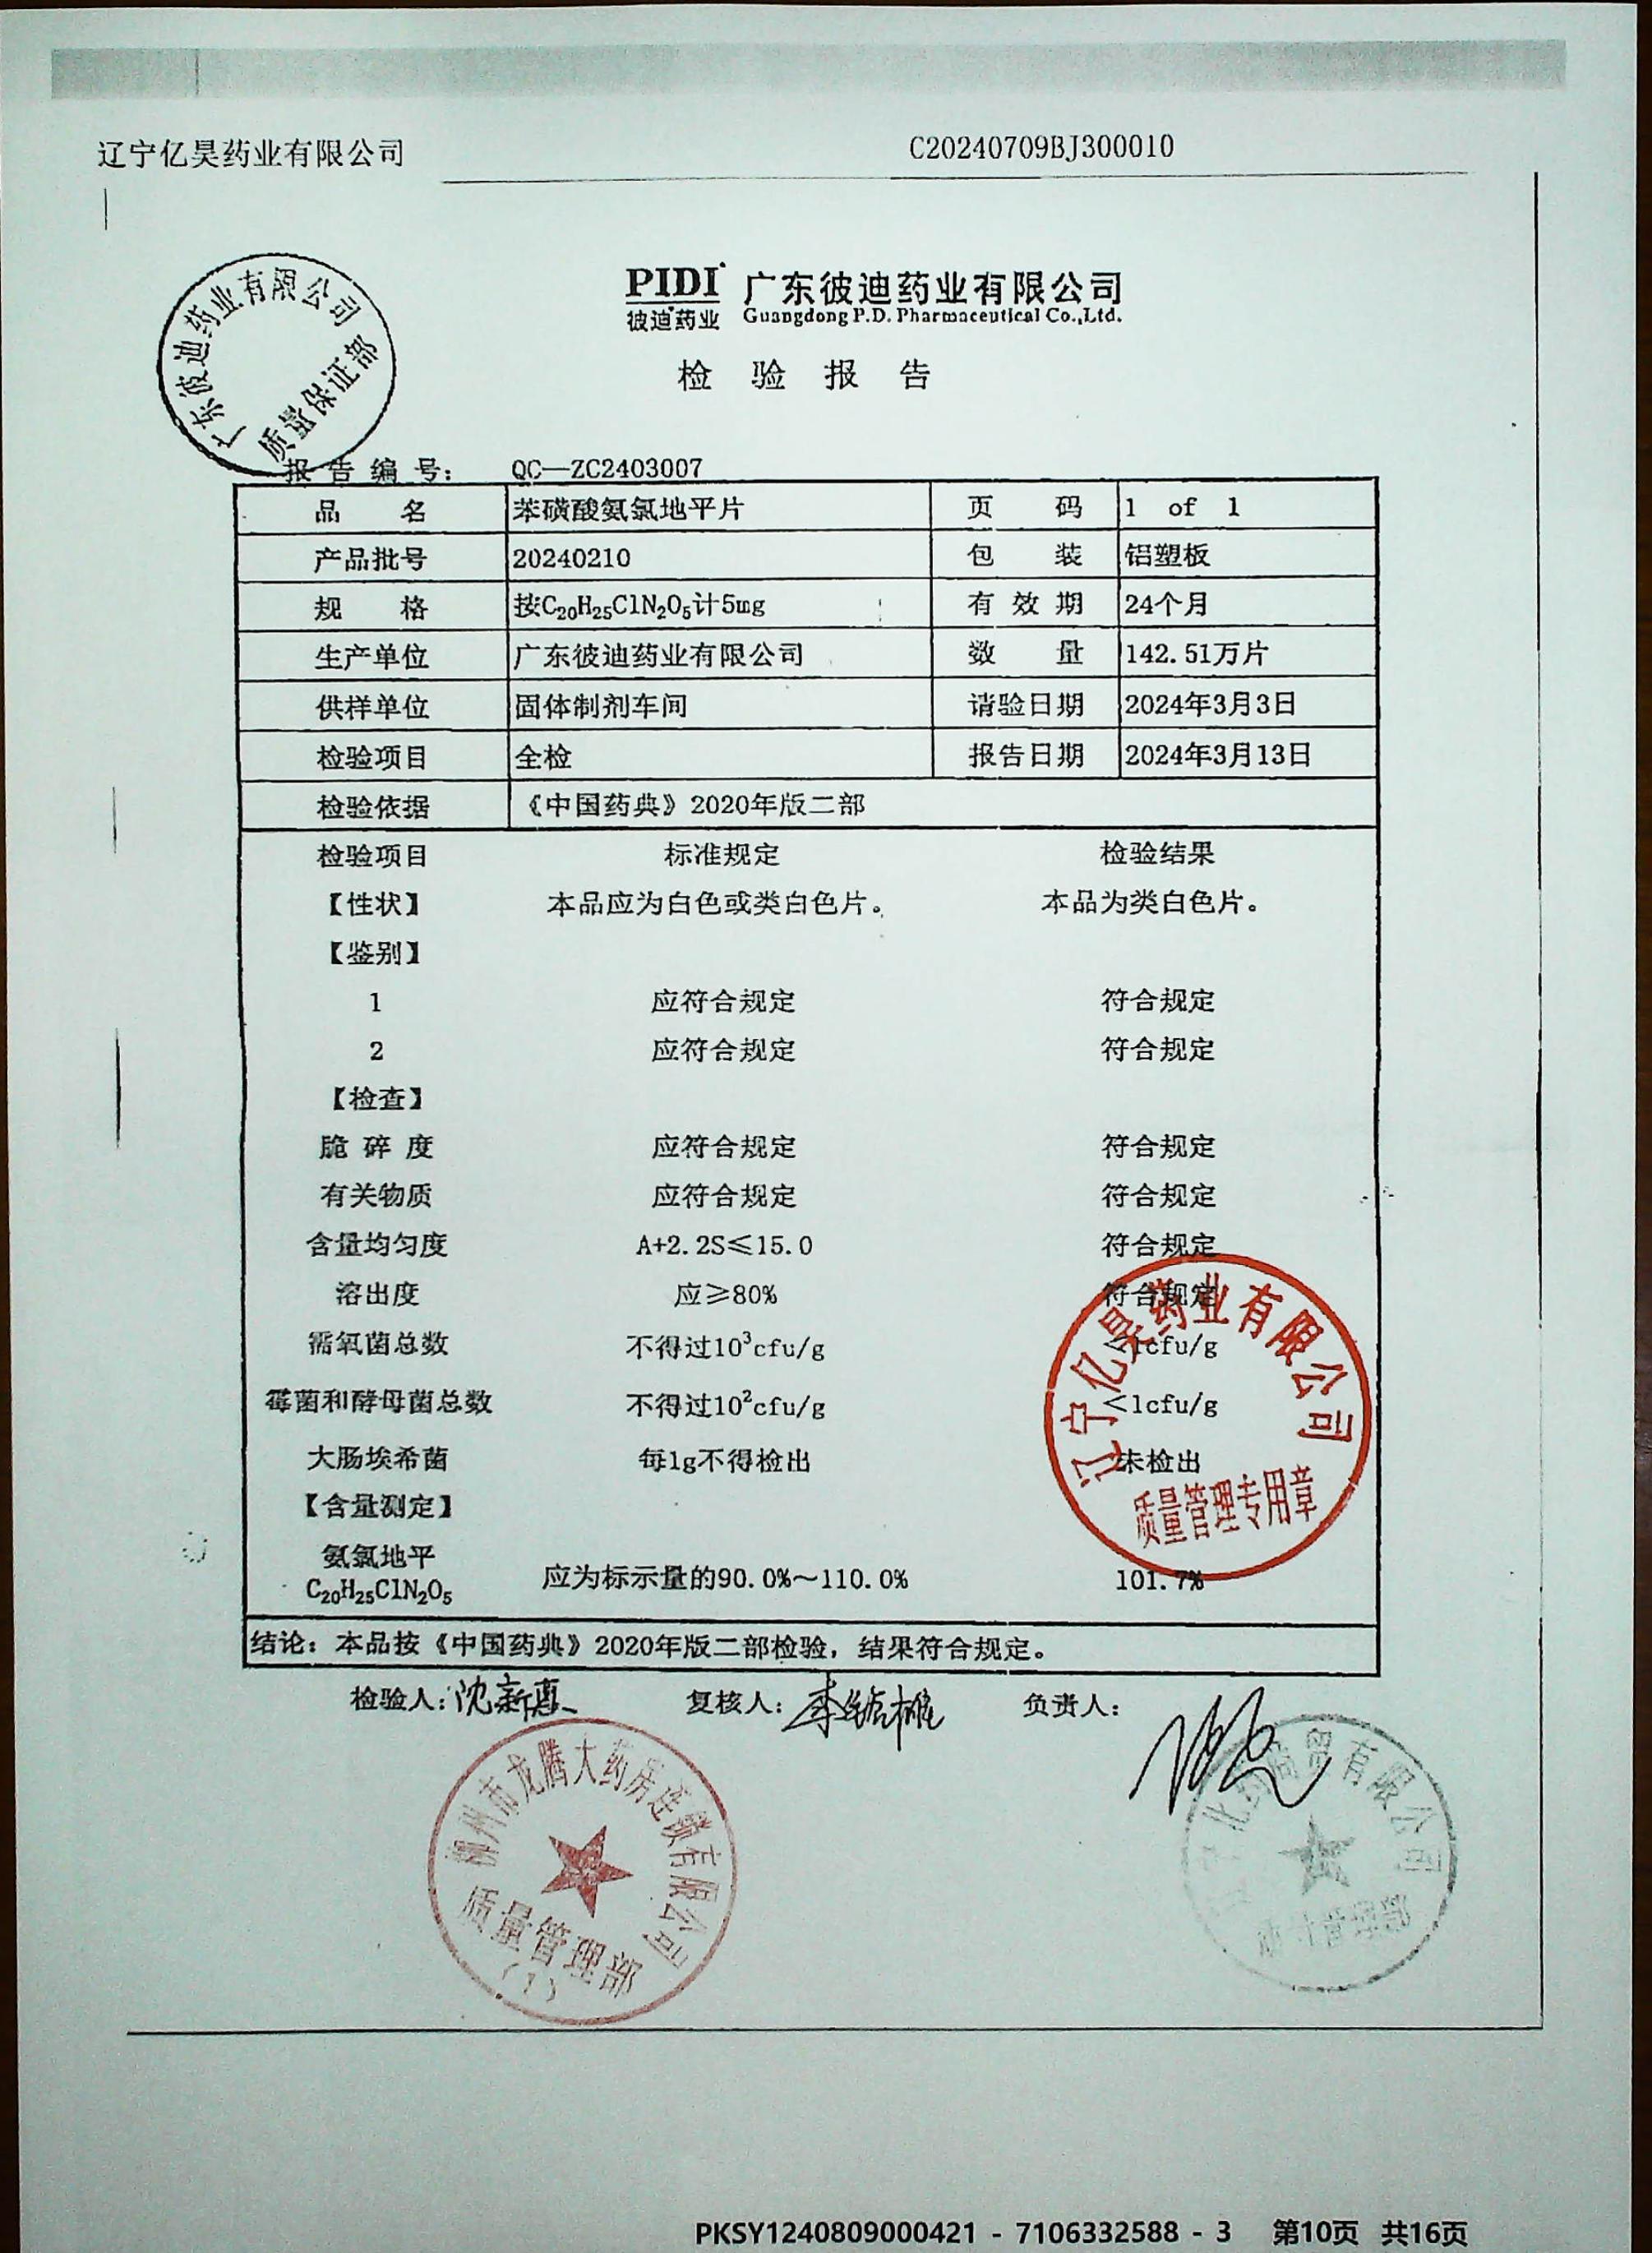 辽宁亿昊药业有限公司 C20240709BJ300010
PIDI 广东彼迪药业有限公司
彼迪药业 Guangdong P.D. Pharmaceutical Co.,Ltd.
检 验 报 告
广东彼迪药业有限公司
质量保证部
报 告 编 号： QC—ZC2403007
品 名 苯磺酸氨氯地平片 页 码 1 of 1
产品批号 20240210 包 装 铝塑板
规 格 按C₂₀H₂₅ClN₂O₅计5mg 有 效 期 24个月
生产单位 广东彼迪药业有限公司 数 量 142.51万片
供样单位 固体制剂车间 请验日期 2024年3月3日
检验项目 全检 报告日期 2024年3月13日
检验依据 《中国药典》2020年版二部
检验项目 标准规定 检验结果
【性状】 本品应为白色或类白色片。 本品为类白色片。
【鉴别】
1 应符合规定 符合规定
2 应符合规定 符合规定
【检查】
脆 碎 度 应符合规定 符合规定
有关物质 应符合规定 符合规定
含量均匀度 A+2.2S≤15.0 符合规定
溶出度 应≥80% 符合规定
需氧菌总数 不得过10³cfu/g <1cfu/g
霉菌和酵母菌总数 不得过10²cfu/g <1cfu/g
大肠埃希菌 每1g不得检出 未检出
【含量测定】
氨氯地平
C₂₀H₂₅ClN₂O₅ 应为标示量的90.0%～110.0% 101.7%
辽宁亿昊药业有限公司
质量管理专用章
结论：本品按《中国药典》2020年版二部检验，结果符合规定。
检验人：沈新惠 复核人：李 负责人：
柳州市龙腾大药房连锁有限公司
质量管理部
(1)
贸有限公司
PKSY1240809000421 - 7106332588 - 3 第10页 共16页